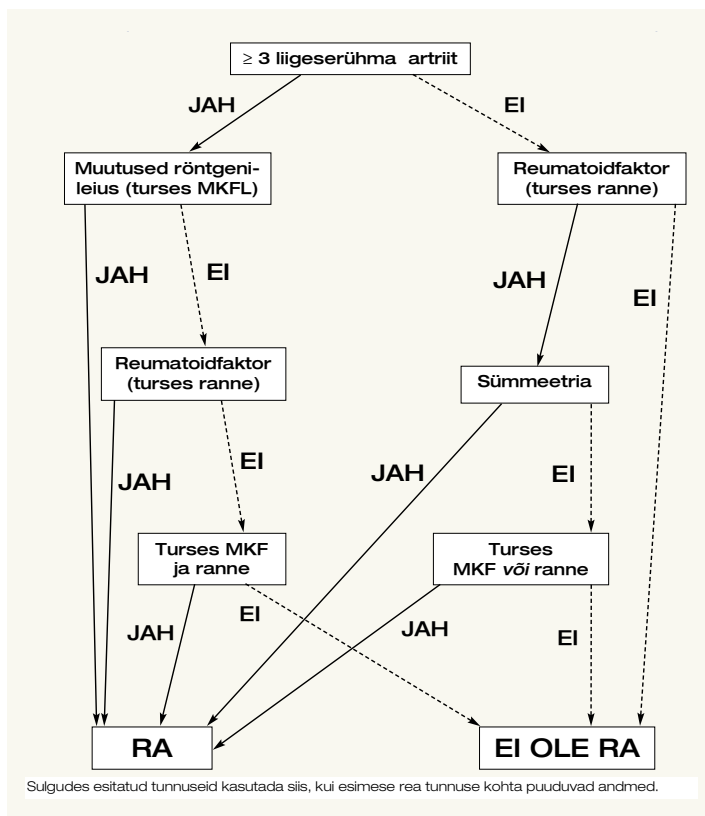 ≥ 3 liigeserühma artriit
JAH
EI
Muutused röntgeni-
leius (turses MKFL)
Reumatoidfaktor
(turses ranne)
JAH
EI
JAH
EI
Reumatoidfaktor
(turses ranne)
Sümmeetria
JAH
EI
JAH
EI
Turses MKF
ja ranne
Turses
MKF või ranne
JAH
EI
JAH
EI
RA
EI OLE RA
Sulgudes esitatud tunnuseid kasutada siis, kui esimese rea tunnuse kohta puuduvad andmed.